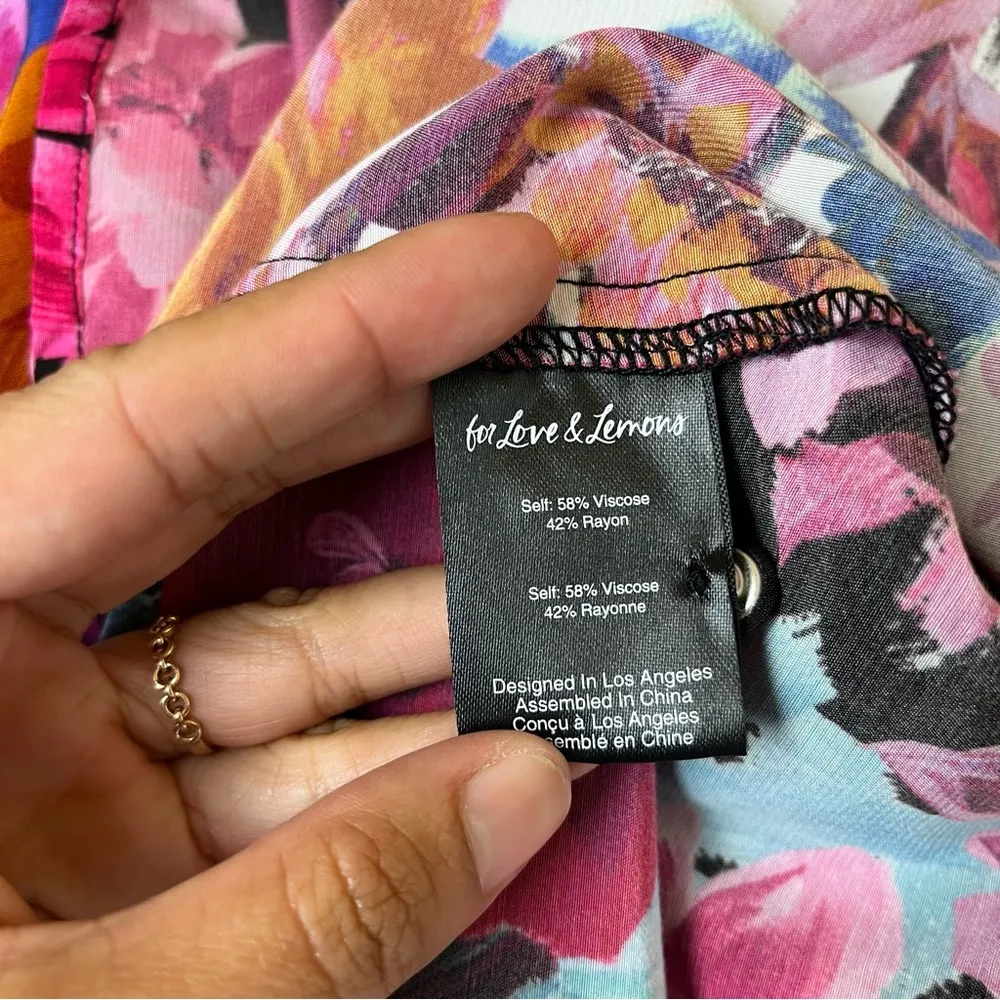 for Love & Lemons
Self: 58% Viscose
42% Rayon
Self: 58% Viscose
42% Rayonne
Designed In Los Angeles
Assembled In China
Conçu à Los Angeles
en Chine